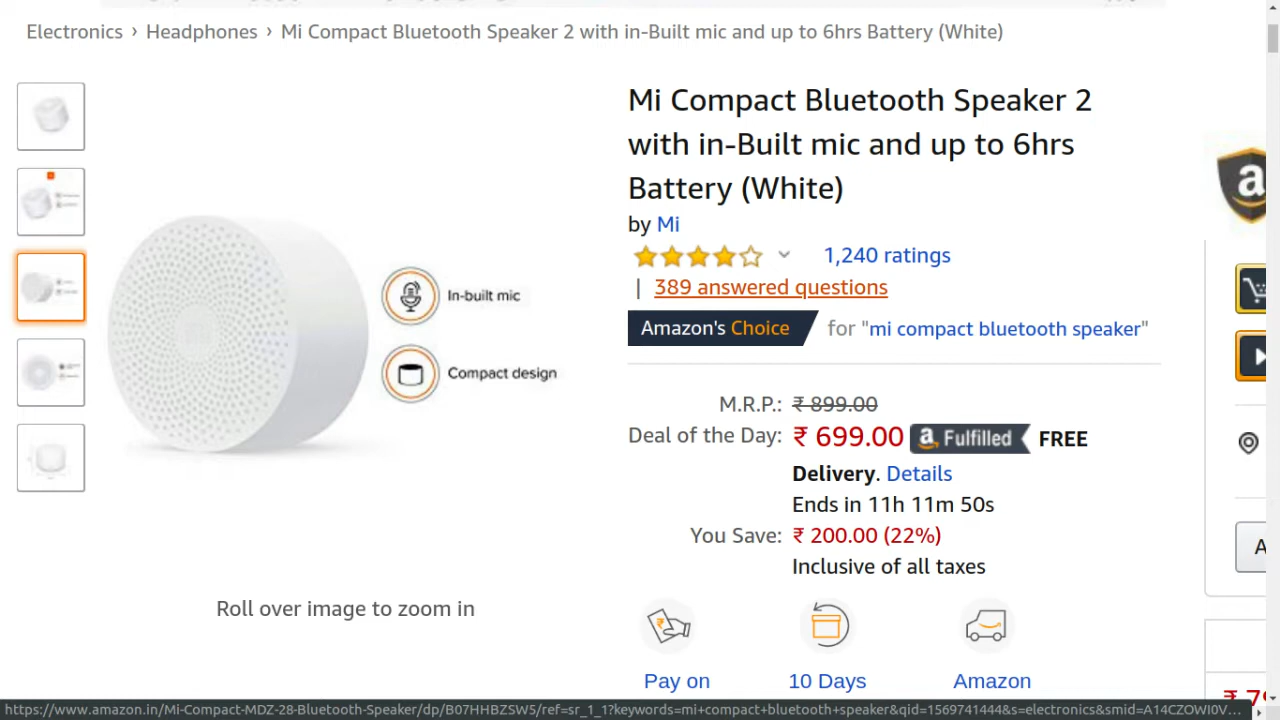 Electronics › Headphones › Mi Compact Bluetooth Speaker 2 with in-Built mic and up to 6hrs Battery (White)
Mi Compact Bluetooth Speaker 2
with in-Built mic and up to 6hrs
Battery (White)
by Mi
1,240 ratings
| 389 answered questions
Amazon's Choice for "mi compact bluetooth speaker"
In-built mic
Compact design
M.R.P.: ₹ 899.00
Deal of the Day: ₹ 699.00 Fulfilled FREE
Delivery. Details
Ends in 11h 11m 50s
You Save: ₹ 200.00 (22%)
Inclusive of all taxes
Roll over image to zoom in
Pay on
10 Days
Amazon
https://www.amazon.in/Mi-Compact-MDZ-28-Bluetooth-Speaker/dp/B07HHBZSW5/ref=sr_1_1?keywords=mi+compact+bluetooth+speaker&qid=1569741444&s=electronics&smid=A14CZOWI0V...